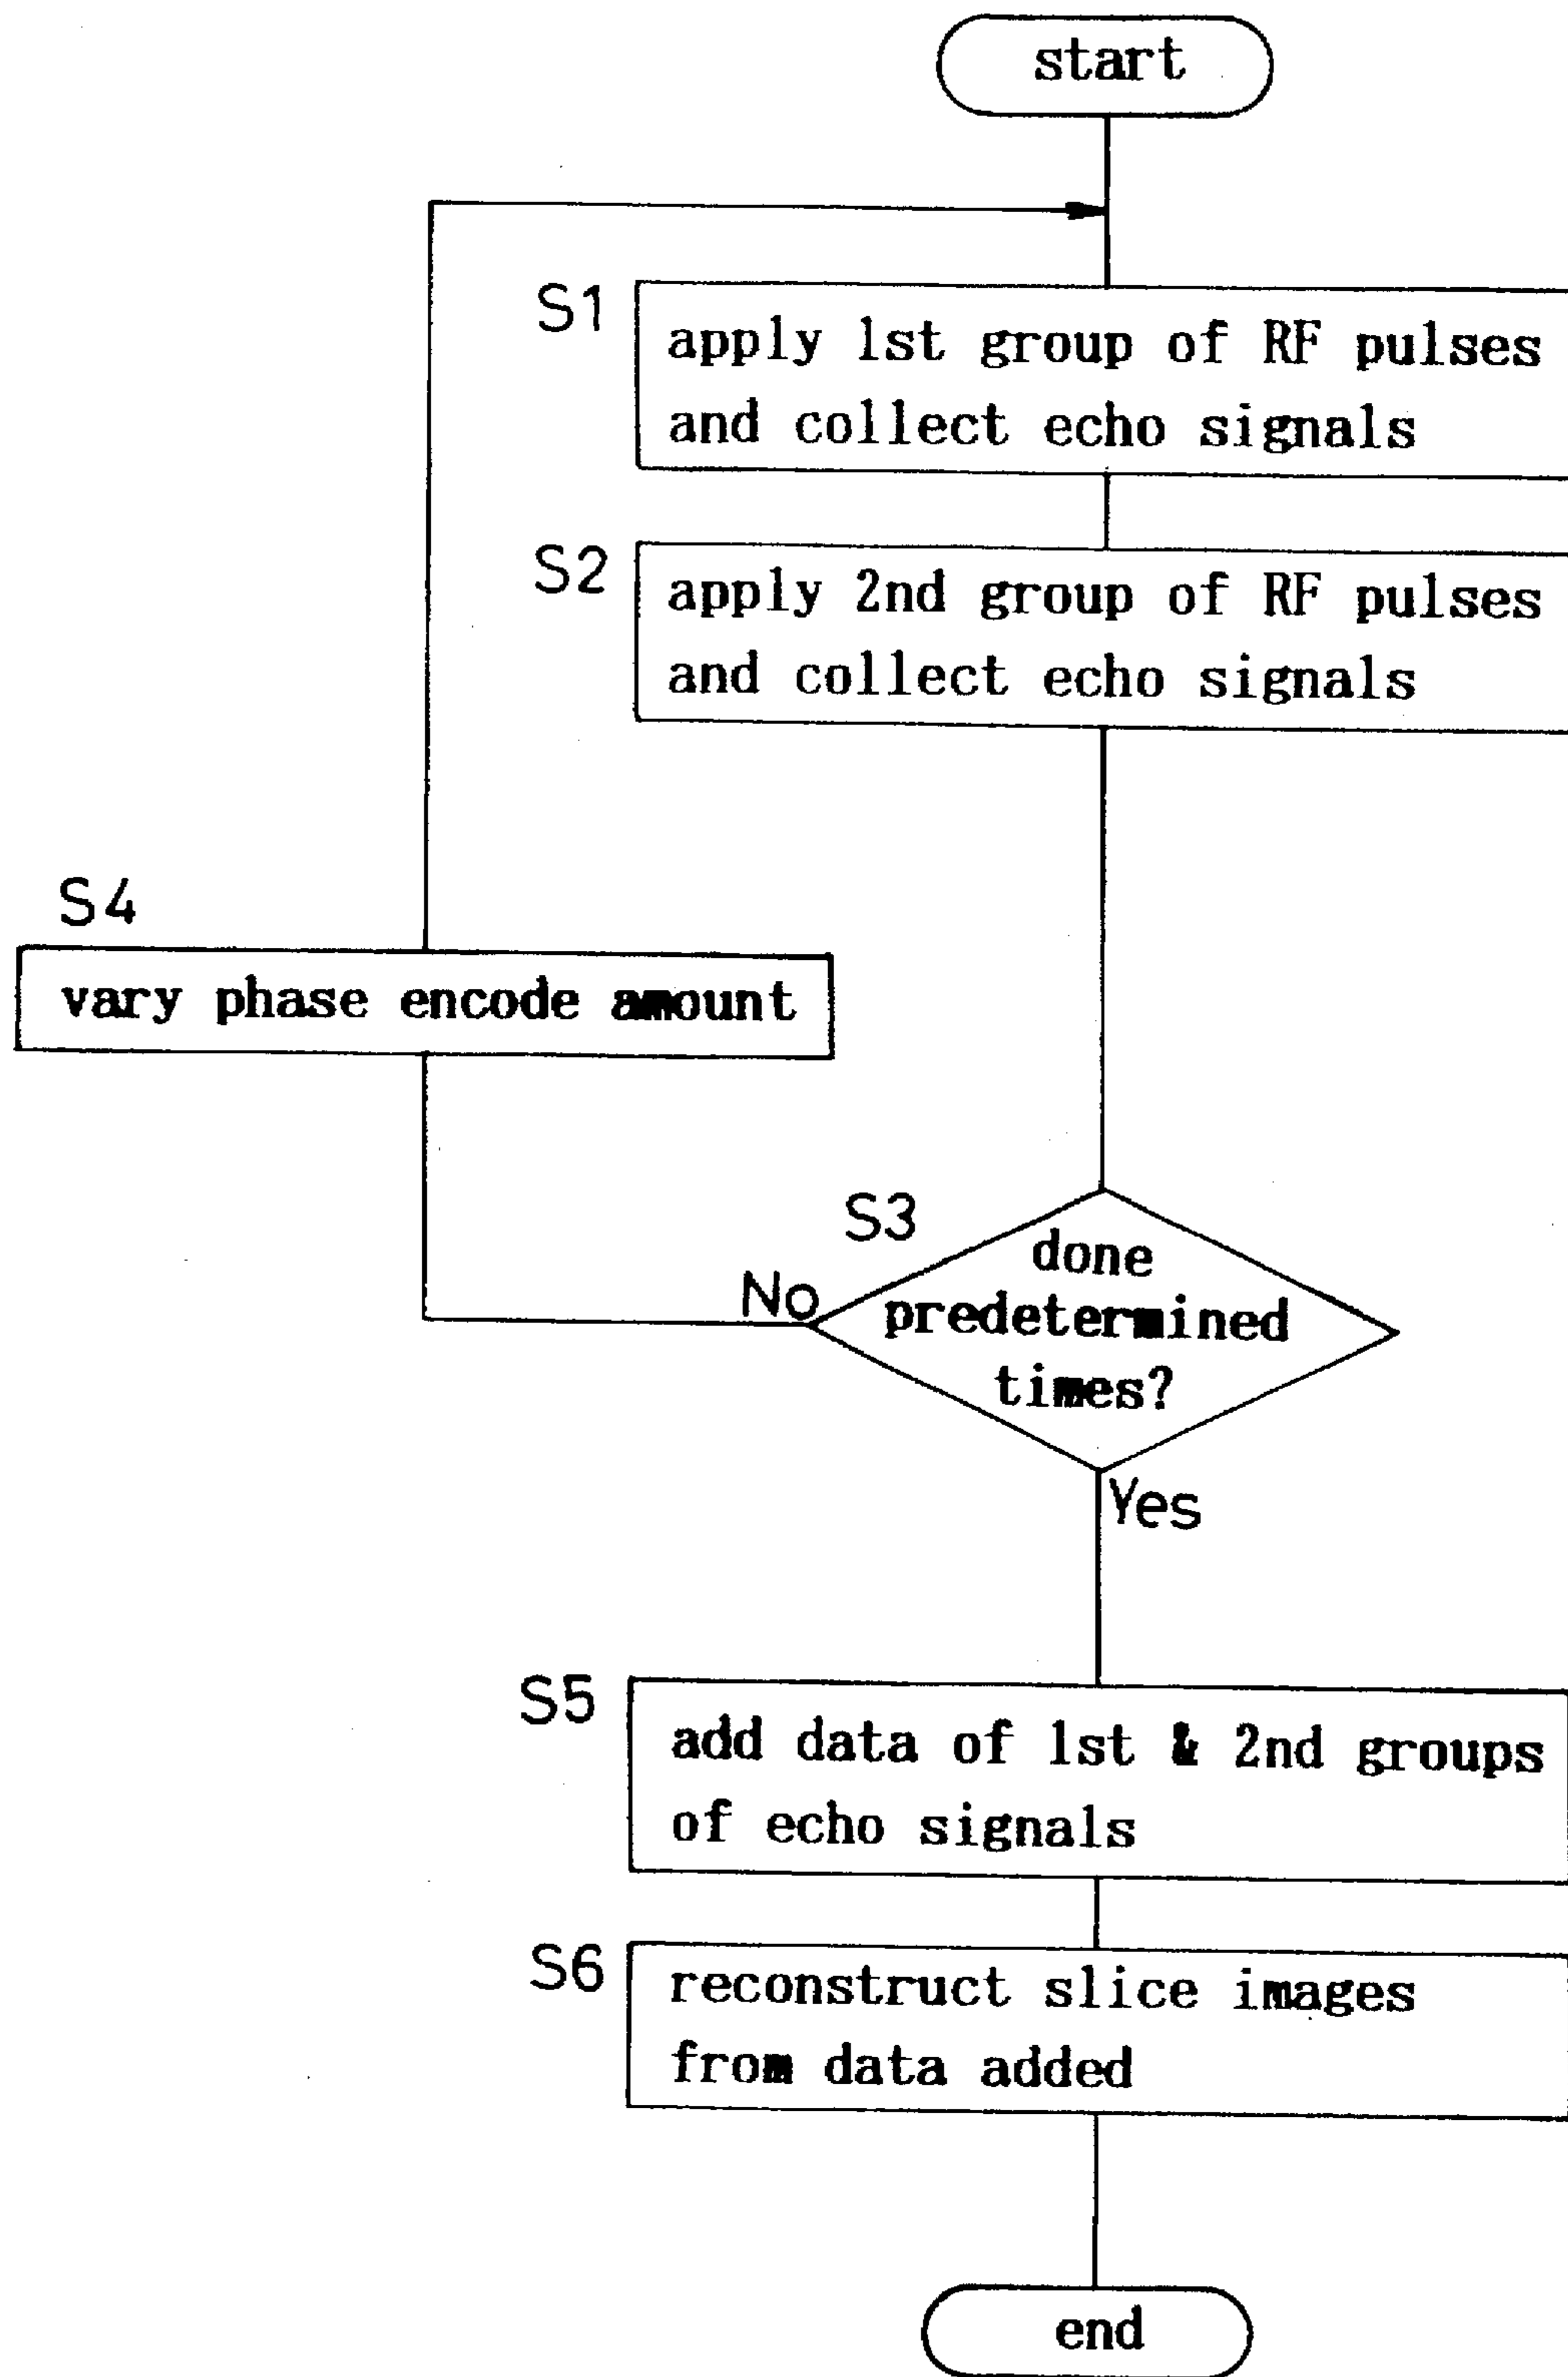 start
S1
apply 1st group of RF pulses
and collect echo signals
S2
apply 2nd group of RF pulses
and collect echo signals
S4
vary phase encode amount
S3
done
predetermined
times?
No
Yes
S5
add data of 1st & 2nd groups
of echo signals
S6
reconstruct slice images
from data added
end